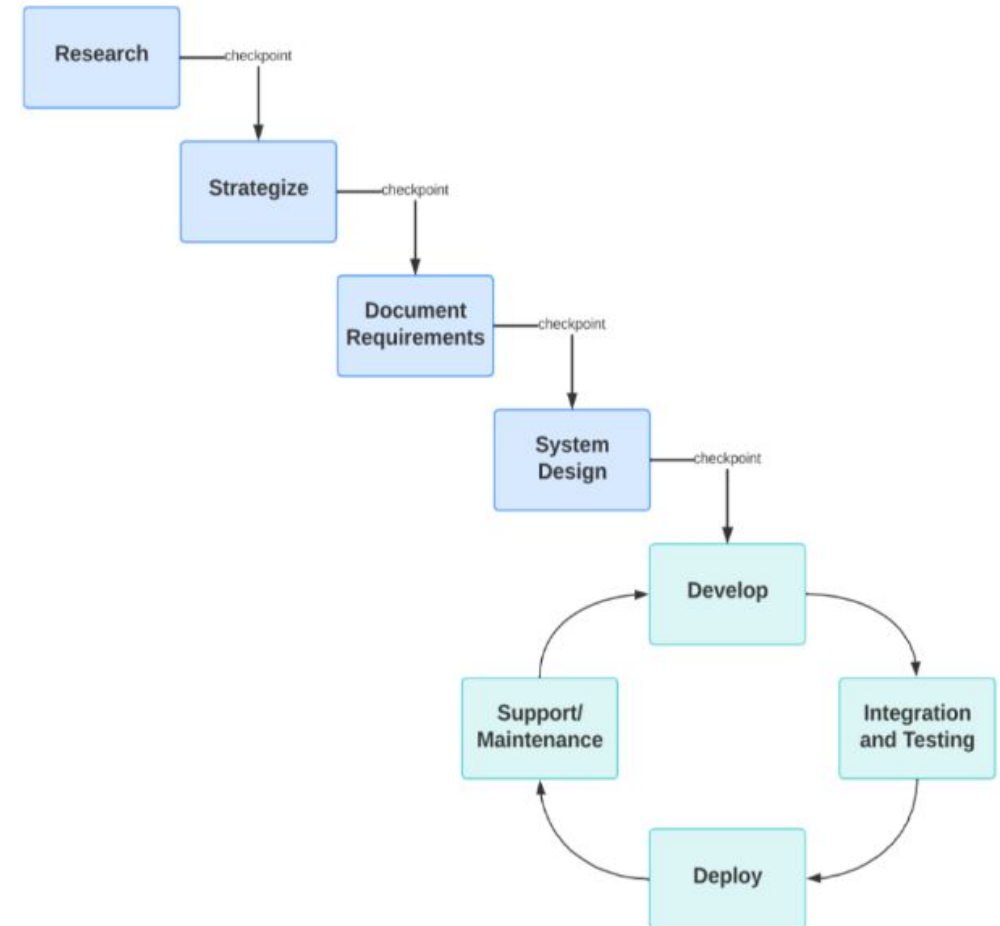 Research
checkpoint
Strategize
checkpoint
Document
Requirements
checkpoint
System
Design
checkpoint
Develop
Support/
Maintenance
Integration
and Testing
Deploy